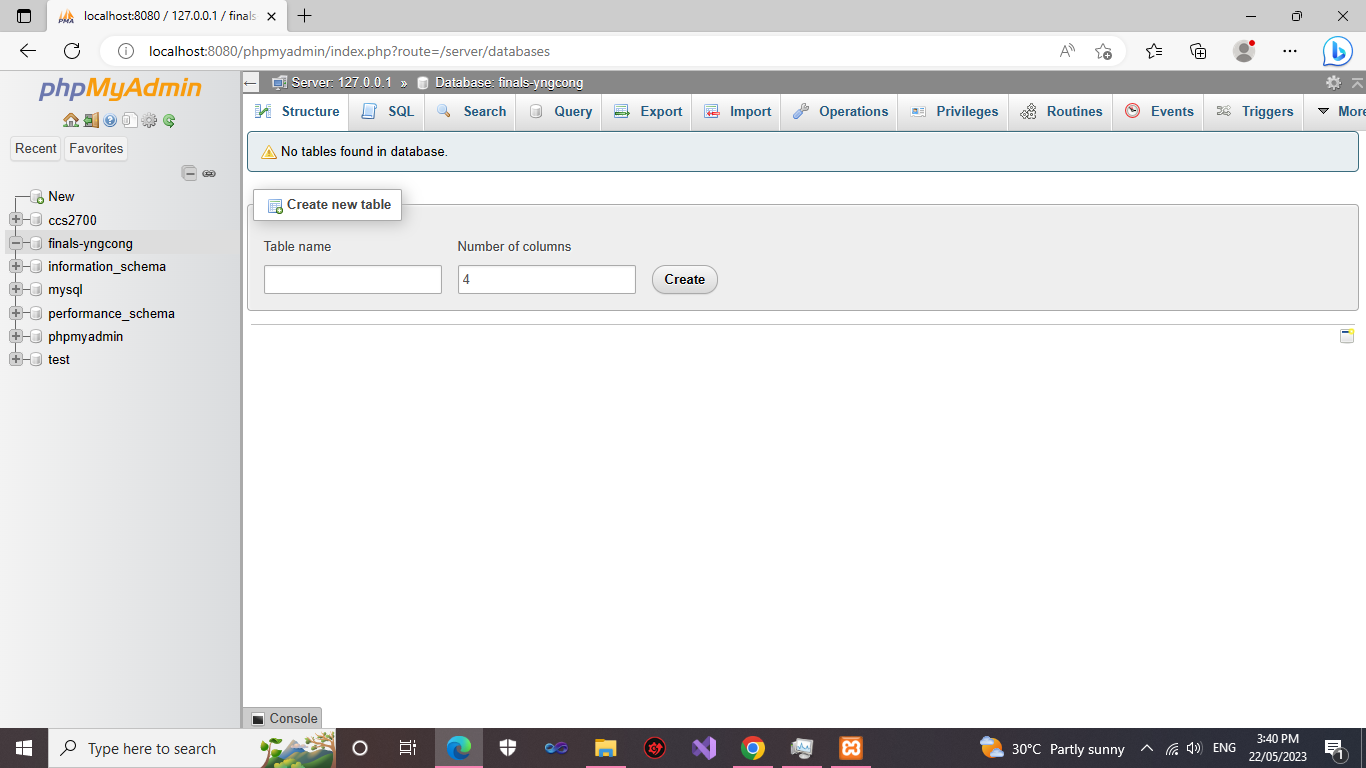 localhost:8080 / 127.0.0.1 / finals
localhost:8080/phpmyadmin/index.php?route=/server/databases
phpMyAdmin
Recent Favorites
New
ccs2700
finals-yngcong
information_schema
mysql
performance_schema
phpmyadmin
test
Server: 127.0.0.1 » Database: finals-yngcong
Structure SQL Search Query Export Import Operations Privileges Routines Events Triggers More
No tables found in database.
Create new table
Table name Number of columns
4 Create
Console
Type here to search
30°C Partly sunny ENG 3:40 PM
22/05/2023
1